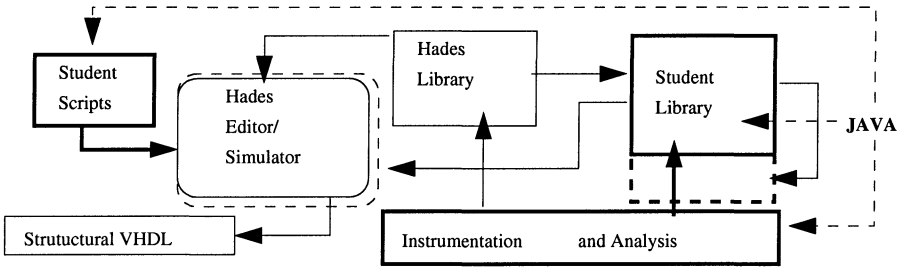 Student
Scripts
Hades
Editor/
Simulator
Hades
Library
Student
Library
JAVA
Strutuctural VHDL
Instrumentation and Analysis